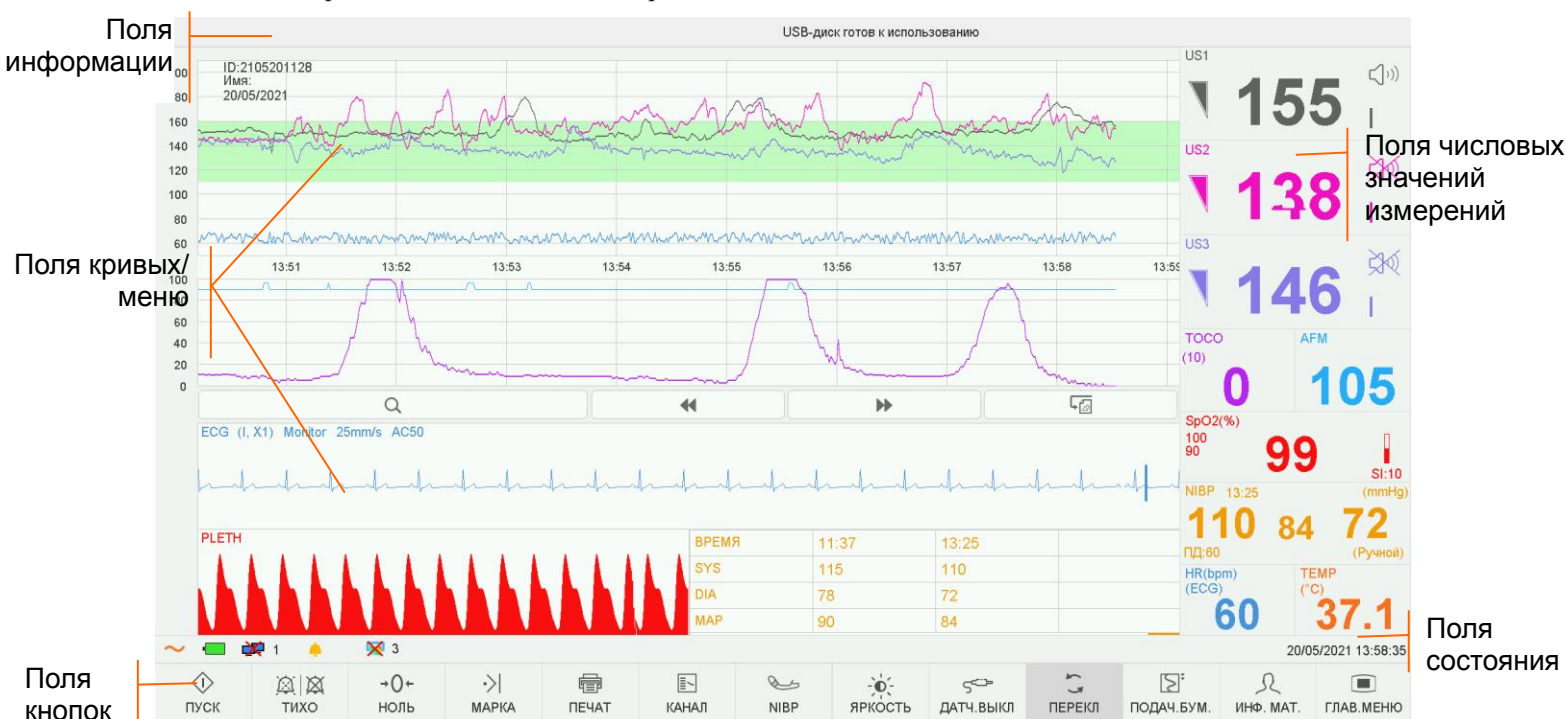 Поля информации
USB-диск готов к использованию
ID:2105201128
Имя:
20/05/2021
00
80
160
140
120
100
80
60
13:51 13:52 13:53 13:54 13:55 13:56 13:57 13:58 13:59
Поля кривых/ меню
100
60
40
20
0
US1
155
US2
138
Поля числовых значений измерений
US3
146
TOCO
(10)
0
AFM
105
SpO2(%)
100
90
99
SI:10
NIBP 13:25 (mmHg)
110 84 72
ПД:60 (Ручной)
HR(bpm)
(ECG)
60
TEMP
(°C)
37.1
ECG (I, X1) Monitor 25mm/s AC50
PLETH
ВРЕМЯ 11:37 13:25
SYS 115 110
DIA 78 72
MAP 90 84
1
3
20/05/2021 13:58:35
Поля состояния
Поля кнопок
ПУСК ТИХО НОЛЬ МАРКА ПЕЧАТ КАНАЛ NIBP ЯРКОСТЬ ДАТЧ.ВЫКЛ ПЕРЕКЛ ПОДАЧ.БУМ. ИНФ. МАТ. ГЛАВ.МЕНЮ